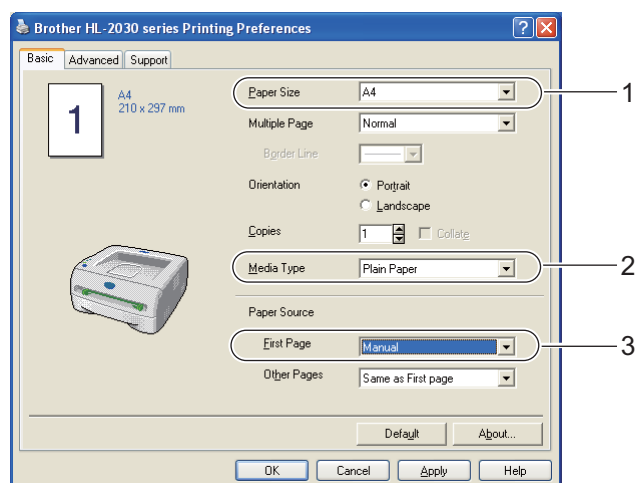 Brother HL-2030 series Printing Preferences
Basic Advanced Support
1
A4
210 x 297 mm
Paper Size A4 1
Multiple Page Normal
Border Line
Orientation Portrait
Landscape
Copies 1 Collate
Media Type Plain Paper 2
Paper Source
First Page Manual 3
Other Pages Same as First page
Default About...
OK Cancel Apply Help